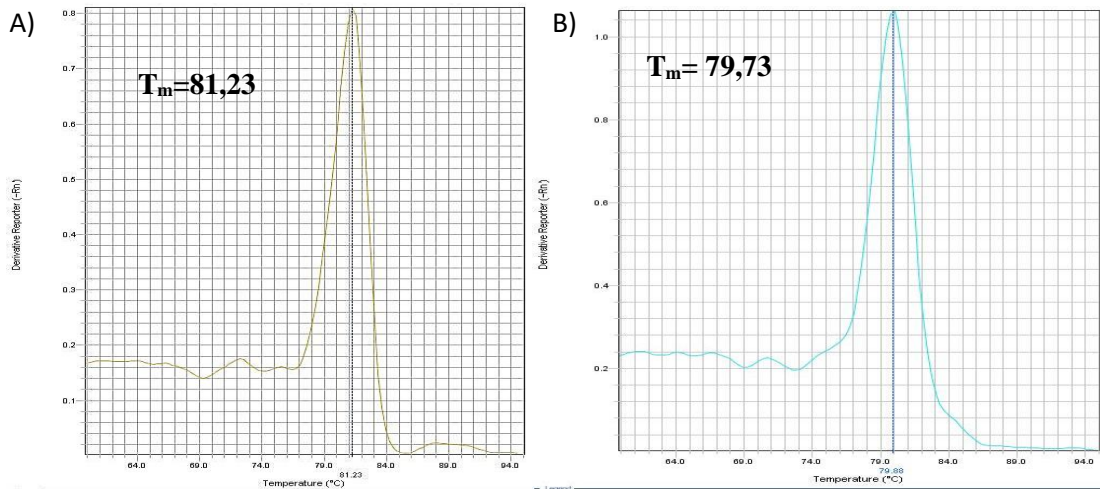 A)
Tm=81,23
0.8
0.7
0.6
0.5
0.4
0.3
0.2
0.1
Derivative Reporter (-Rn)
64.0 69.0 74.0 79.0 84.0 89.0 94.0
81.23
Temperature (°C)
B)
Tm= 79,73
1.0
0.8
0.6
0.4
0.2
Derivative Reporter (-Rn)
64.0 69.0 74.0 79.0 84.0 89.0 94.0
79.88
Temperature (°C)
Legend